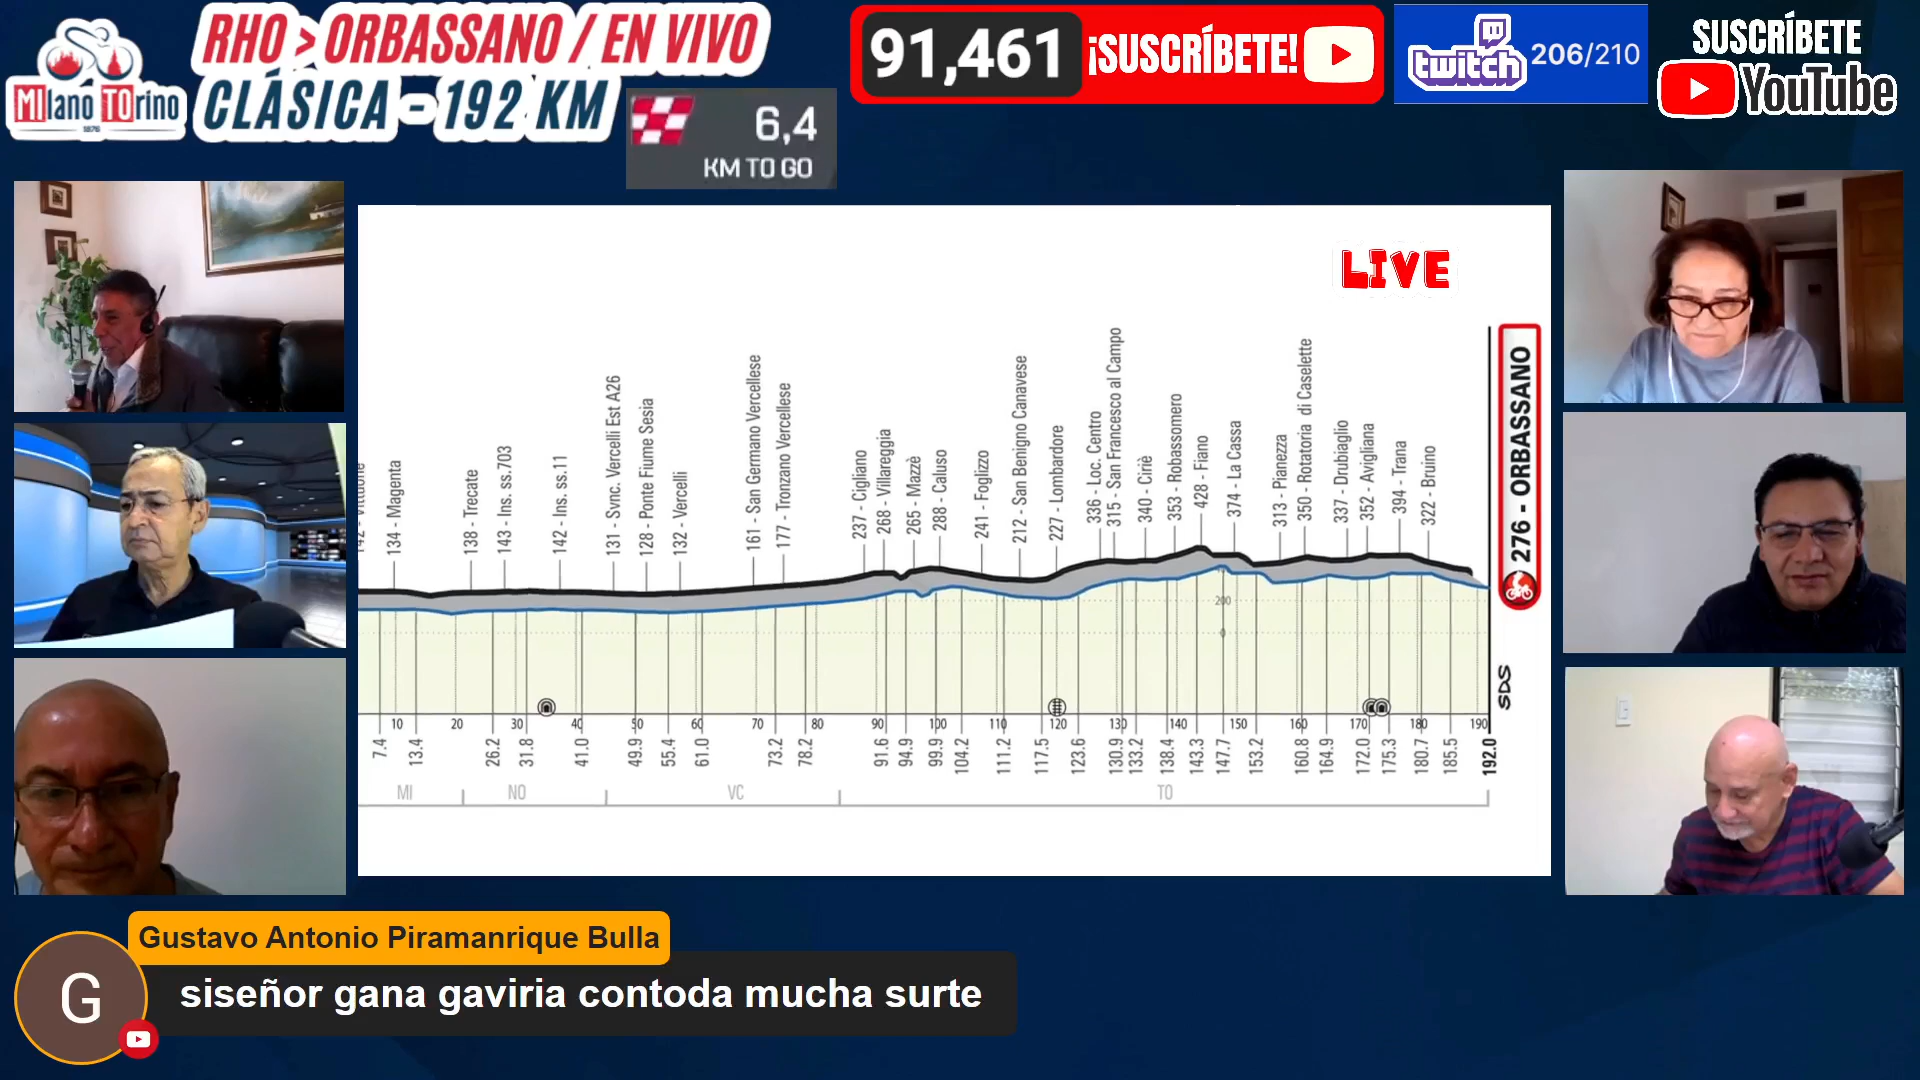 MIlano TOrino
1876
RHO > ORBASSANO / EN VIVO
CLÁSICA - 192 KM
6,4
KM TO GO
91,461 ¡SUSCRÍBETE!
twitch 206/210
SUSCRÍBETE
YouTube
LIVE
134 - Magenta
138 - Trecate
143 - Ins. ss.703
142 - Ins. ss.11
131 - Svnc. Vercelli Est A26
128 - Ponte Fiume Sesia
132 - Vercelli
161 - San Germano Vercellese
177 - Tronzano Vercellese
237 - Cigliano
268 - Villareggia
265 - Mazzè
288 - Caluso
241 - Foglizzo
212 - San Benigno Canavese
227 - Lombardore
336 - Loc. Centro
315 - San Francesco al Campo
340 - Ciriè
353 - Robassomero
428 - Fiano
374 - La Cassa
313 - Pianezza
350 - Rotatoria di Caselette
337 - Drubiaglio
352 - Avigliana
394 - Trana
322 - Bruino
276 - ORBASSANO
200
0
SDS
10 20 30 40 50 60 70 80 90 100 110 120 130 140 150 160 170 180 190
7.4 13.4 26.2 31.8 41.0 49.9 55.4 61.0 73.2 78.2 91.6 94.9 99.9 104.2 111.2 117.5 123.6 130.9 133.2 138.4 143.3 147.7 153.2 160.8 164.9 172.0 175.3 180.7 185.5 192.0
MI NO VC TO
Gustavo Antonio Piramanrique Bulla
G
siseñor gana gaviria contoda mucha surte